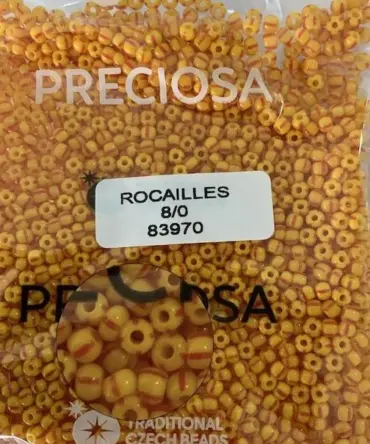 PRECIOSA
ROCAILLES
8/0
83970
PRECIOSA
TRADITIONAL
CZECH BEADS